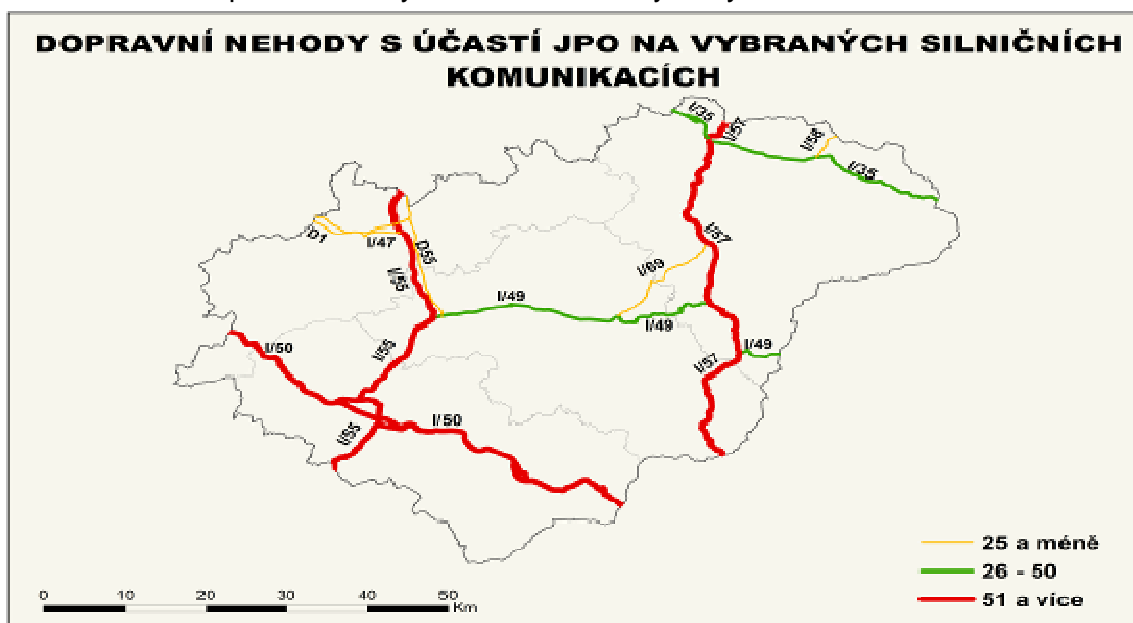 DOPRAVNÍ NEHODY S ÚČASTÍ JPO NA VYBRANÝCH SILNIČNÍCH
KOMUNIKACÍCH
I/35
I/57
I/58
I/35
D1
I/47
D55
I/55
I/57
I/69
I/49
I/49
I/49
I/50
I/55
I/57
I/50
I/55
25 a méně
26 - 50
51 a více
0 10 20 30 40 50
Km